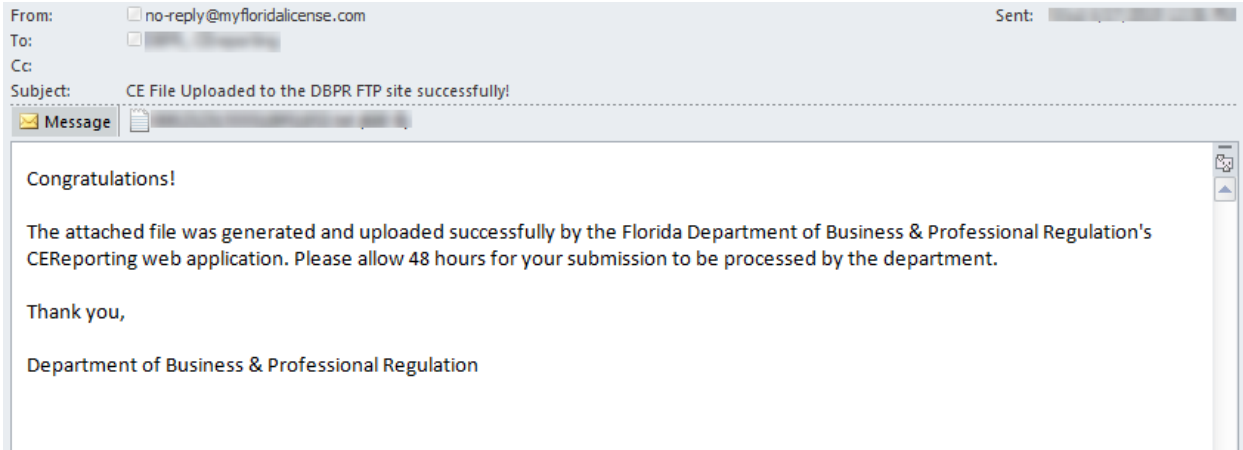 From: no-reply@myfloridalicense.com Sent:
To:
Cc:
Subject: CE File Uploaded to the DBPR FTP site successfully!
Message
Congratulations!
The attached file was generated and uploaded successfully by the Florida Department of Business & Professional Regulation's
CEReporting web application. Please allow 48 hours for your submission to be processed by the department.
Thank you,
Department of Business & Professional Regulation